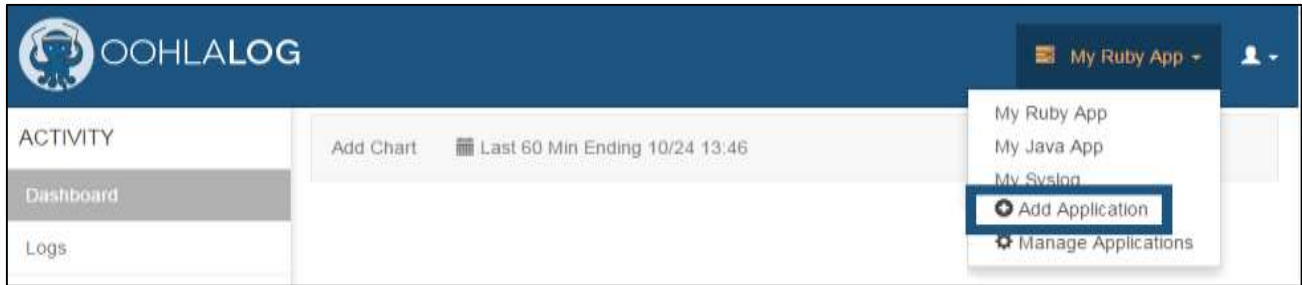 OOHLALOG
My Ruby App
ACTIVITY
Add Chart Last 60 Min Ending 10/24 13:46
Dashboard
Logs
My Ruby App
My Java App
My Syslog
Add Application
Manage Applications